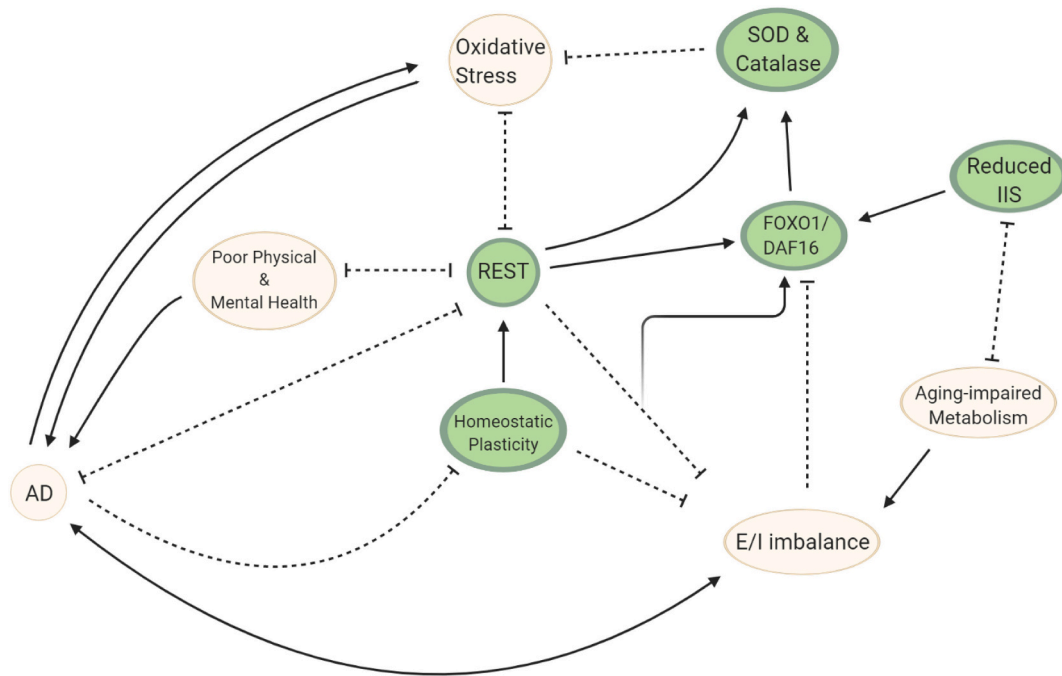 Oxidative
Stress
SOD &
Catalase
Reduced
IIS
FOXO1/
DAF16
Poor Physical
&
Mental Health
REST
Aging-impaired
Metabolism
Homeostatic
Plasticity
AD
E/I imbalance